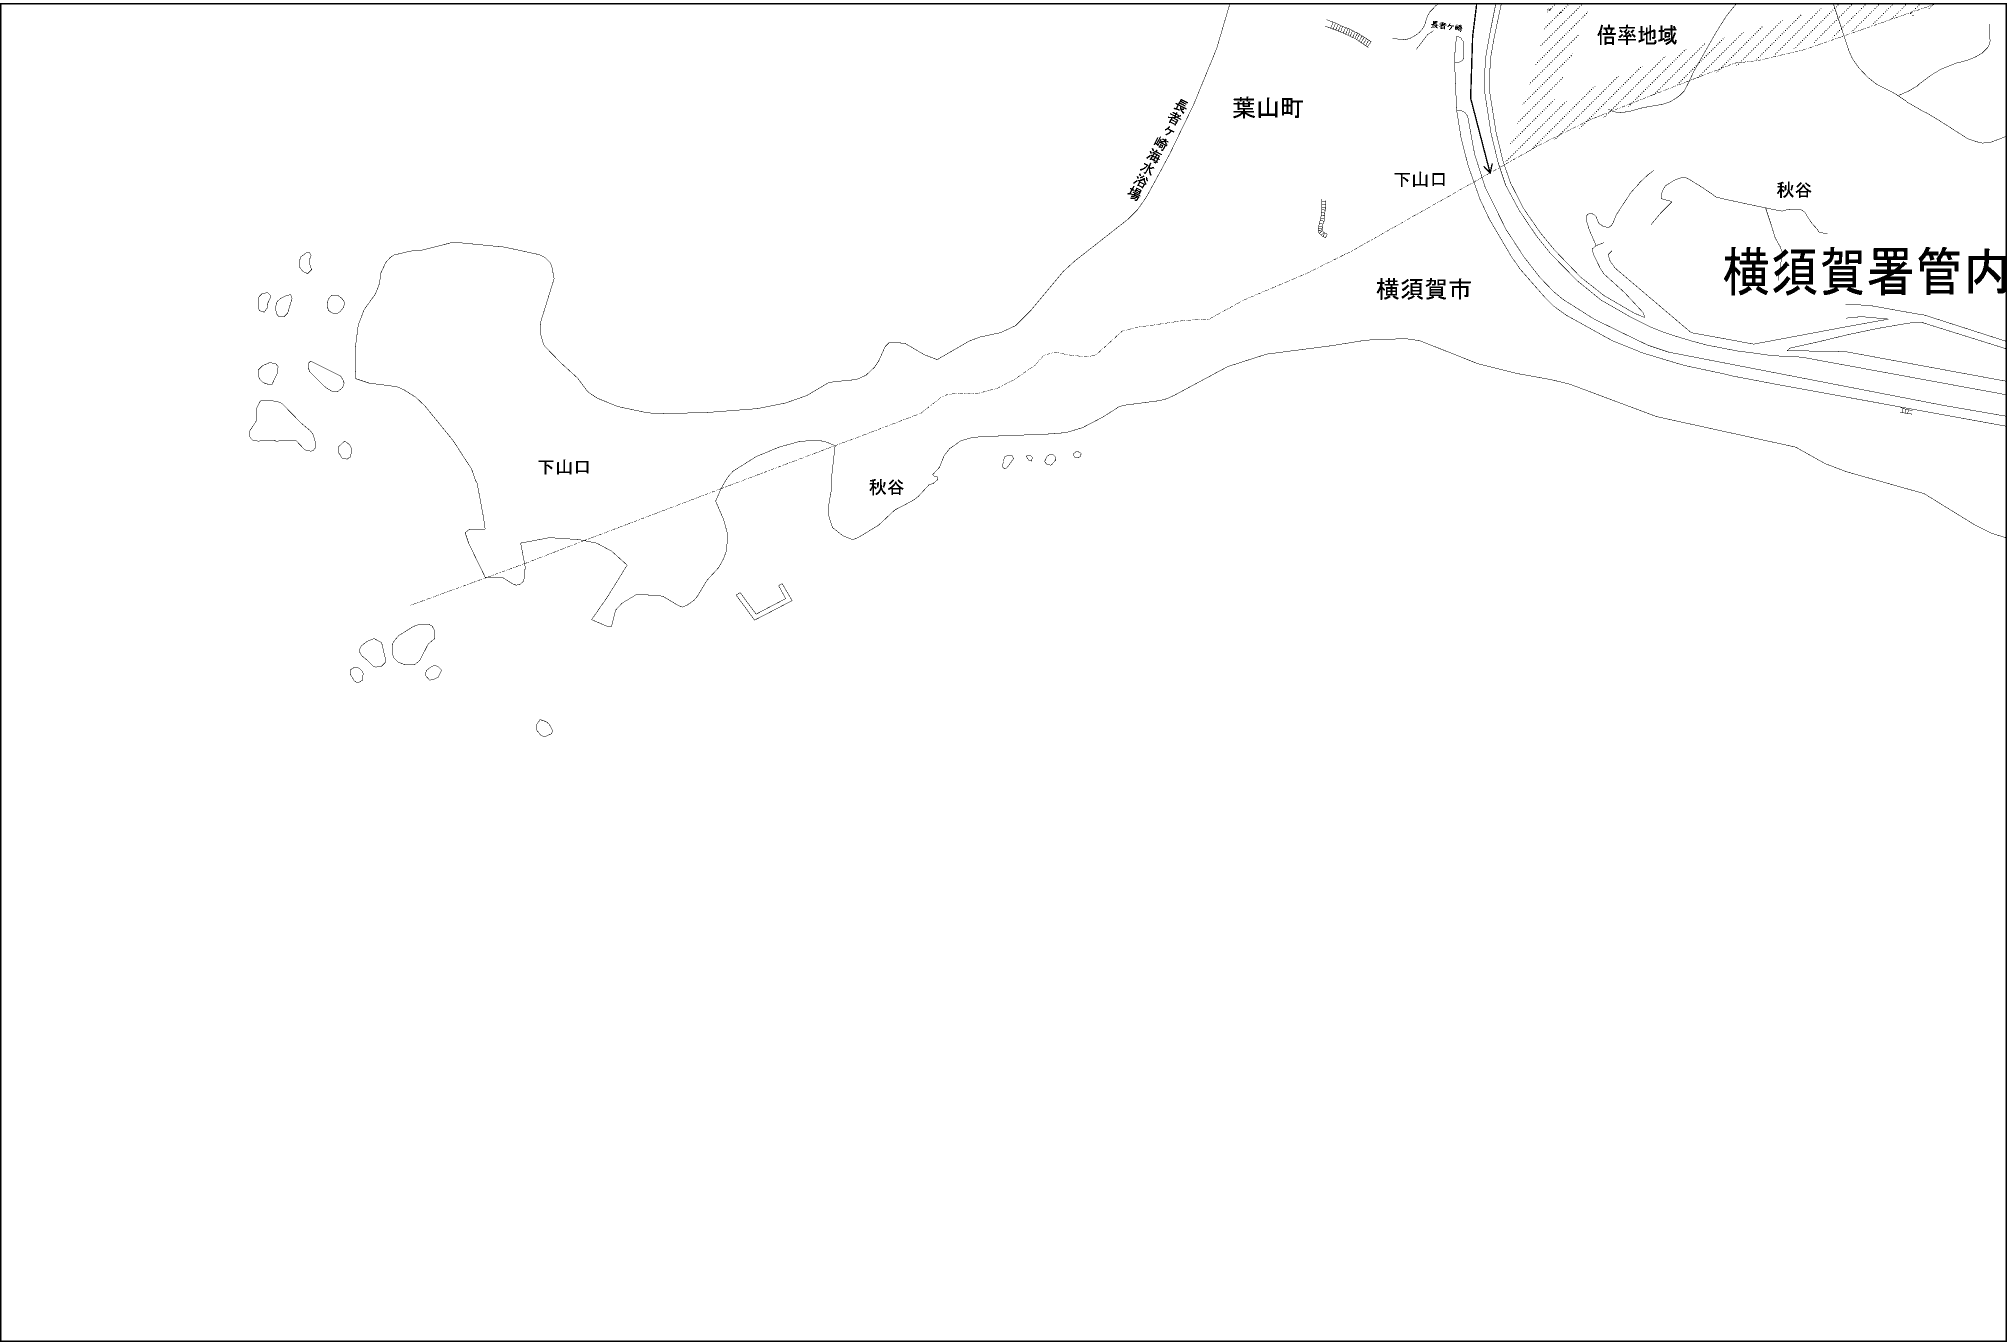 長者ケ崎
倍率地域
葉山町
長者ケ崎海水浴場
下山口
秋谷
横須賀署管内
横須賀市
下山口
秋谷